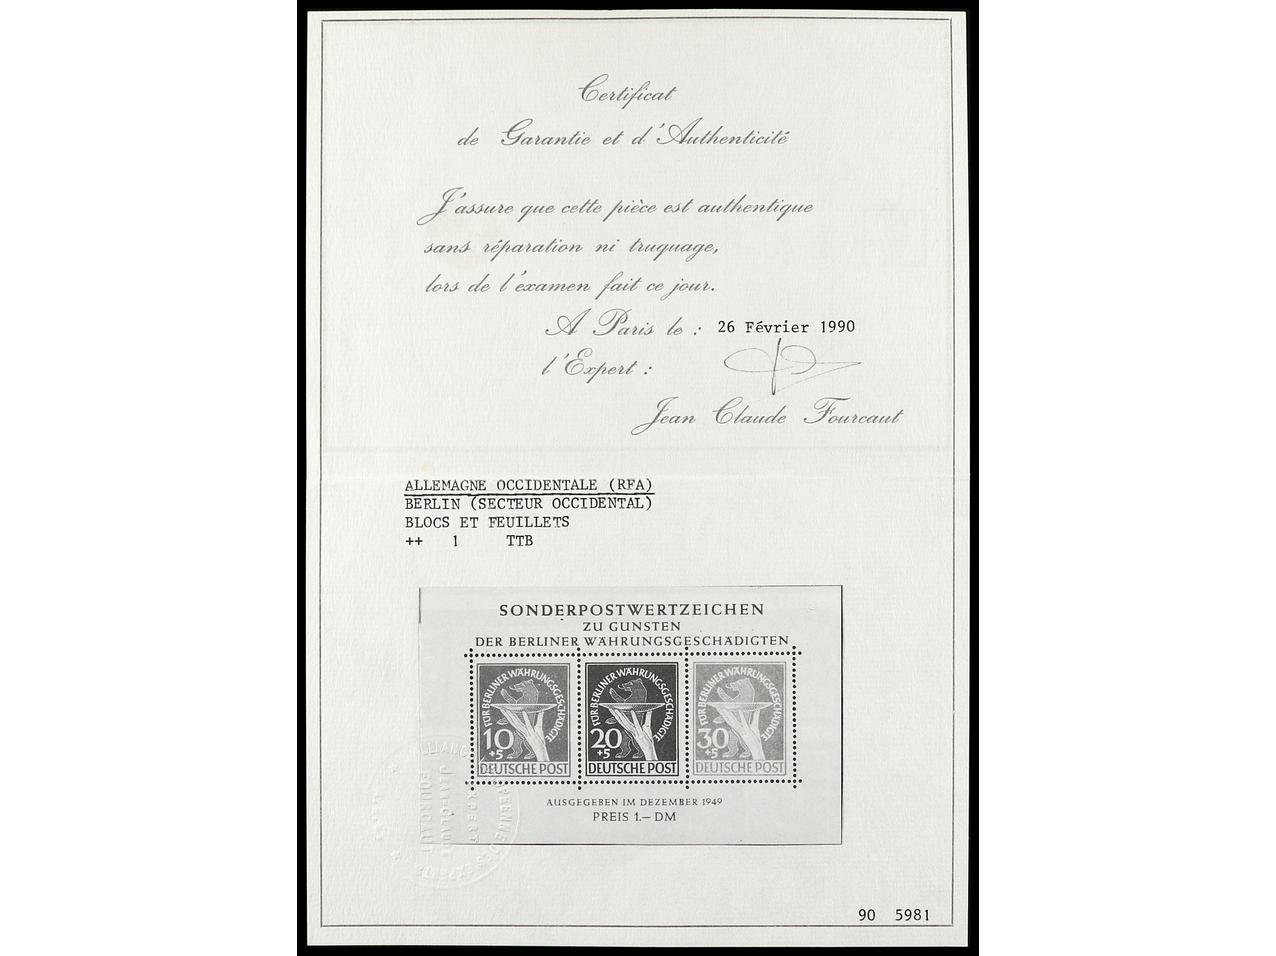 Certificat
de Garantie et d'Authenticité
J'assure que cette pièce est authentique
sans réparation ni truquage,
lors de l'examen fait ce jour.
A Paris le : 26 Février 1990
l'Expert :
Jean Claude Fourcaut
ALLEMAGNE OCCIDENTALE (RFA)
BERLIN (SECTEUR OCCIDENTAL)
BLOCS ET FEUILLETS
++ 1 TTB
SONDERPOSTWERTZEICHEN
ZU GUNSTEN
DER BERLINER WÄHRUNGSGESCHÄDIGTEN
FÜR BERLINER WÄHRUNGSGESCHÄDIGTE
10
+5
DEUTSCHE POST
FÜR BERLINER WÄHRUNGSGESCHÄDIGTE
20
+5
DEUTSCHE POST
FÜR BERLINER WÄHRUNGSGESCHÄDIGTE
30
+5
DEUTSCHE POST
AUSGEGEBEN IM DEZEMBER 1949
PREIS 1.— DM
JEAN-CLAUDE
FOURCAUT
EXPERT
90 5981